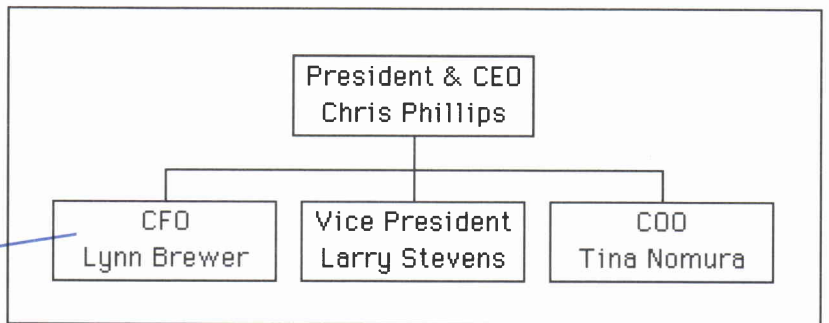 President & CEO
Chris Phillips
CFO
Lynn Brewer
Vice President
Larry Stevens
COO
Tina Nomura